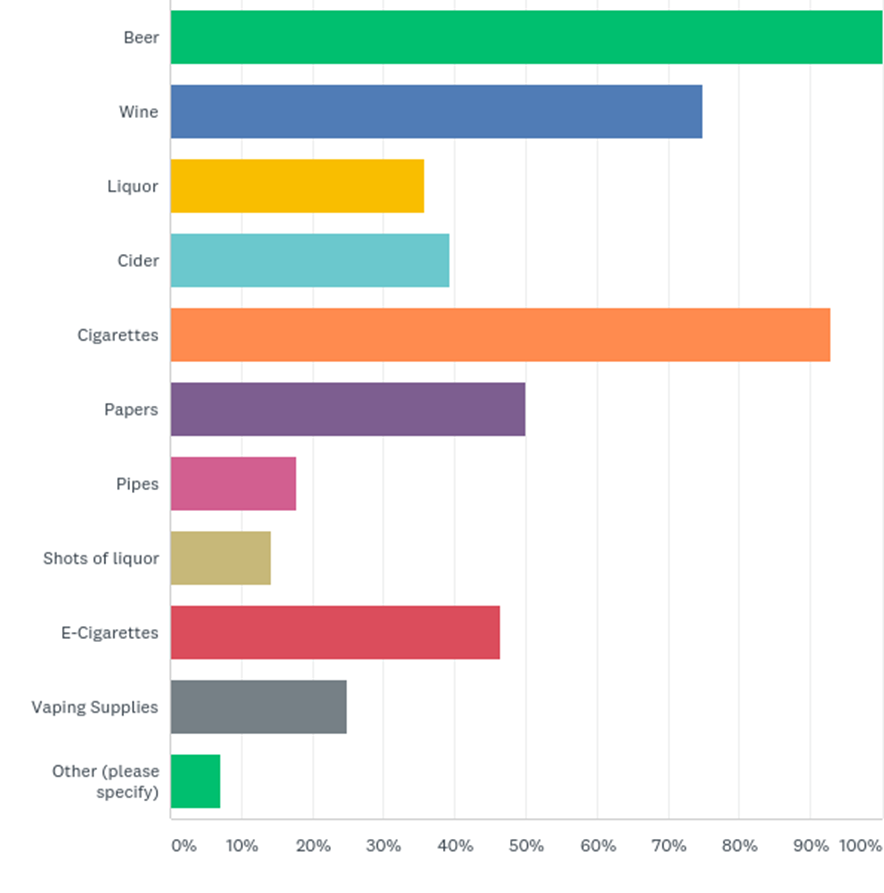 Beer
Wine
Liquor
Cider
Cigarettes
Papers
Pipes
Shots of liquor
E-Cigarettes
Vaping Supplies
Other (please
specify)
0% 10% 20% 30% 40% 50% 60% 70% 80% 90% 100%